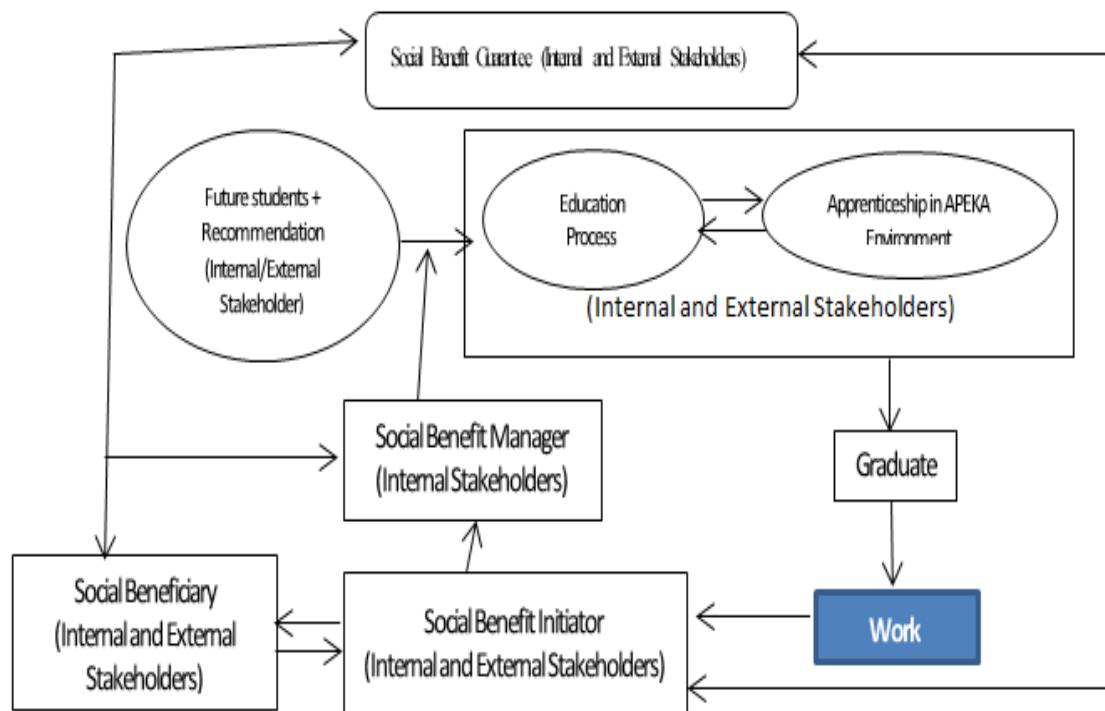 Social Benefit Guarantee (Internal and External Stakeholders)
Future students +
Recommendation
(Internal/External
Stakeholder)
Education
Process
Apprenticeship in APEKA
Environment
(Internal and External Stakeholders)
Social Benefit Manager
(Internal Stakeholders)
Graduate
Social Beneficiary
(Internal and External
Stakeholders)
Social Benefit Initiator
(Internal and External Stakeholders)
Work